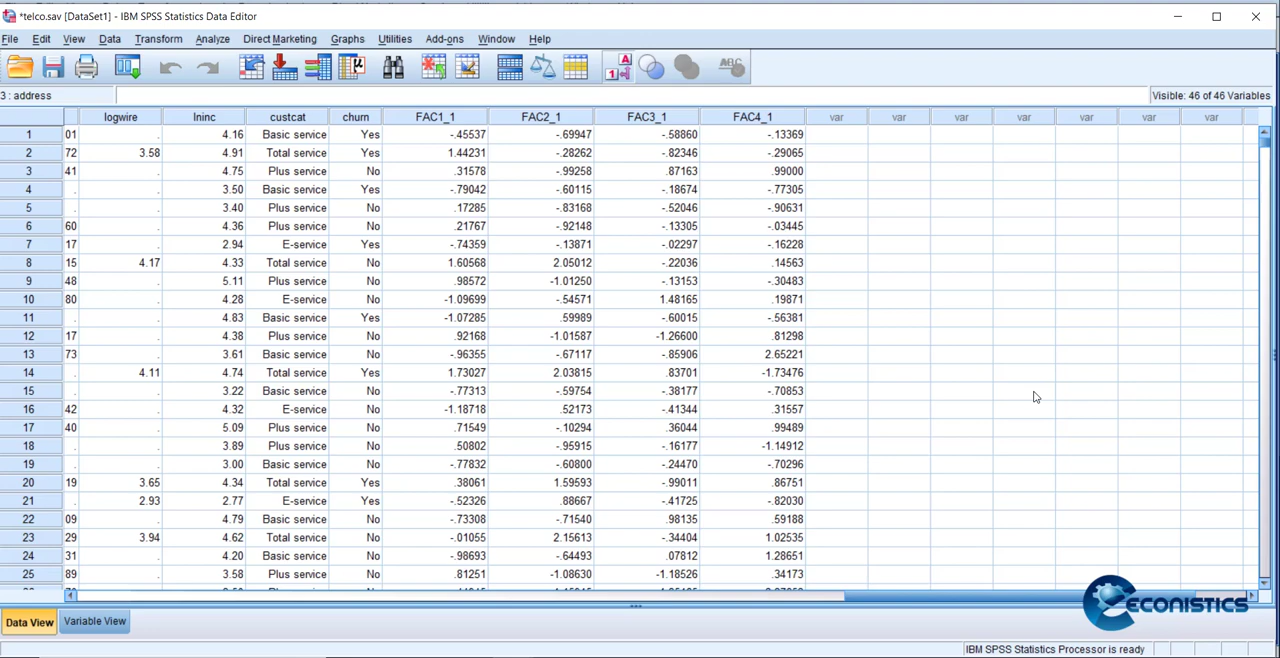 *telco.sav [DataSet1] - IBM SPSS Statistics Data Editor
File Edit View Data Transform Analyze Direct Marketing Graphs Utilities Add-ons Window Help
3 : address Visible: 46 of 46 Variables
logwire lninc custcat churn FAC1_1 FAC2_1 FAC3_1 FAC4_1 var var var var var var var
1 01 . 4.16 Basic service Yes -.45537 -.69947 -.58860 -.13369
2 72 3.58 4.91 Total service Yes 1.44231 -.28262 -.82346 -.29065
3 41 . 4.75 Plus service No .31578 -.99258 .87163 .99000
4 . . 3.50 Basic service Yes -.79042 -.60115 -.18674 -.77305
5 . . 3.40 Plus service No .17285 -.83168 -.52046 -.90631
6 60 . 4.36 Plus service No .21767 -.92148 -.13305 -.03445
7 17 . 2.94 E-service Yes -.74359 -.13871 -.02297 -.16228
8 15 4.17 4.33 Total service No 1.60568 2.05012 -.22036 .14563
9 48 . 5.11 Plus service No .98572 -1.01250 -.13153 -.30483
10 80 . 4.28 E-service No -1.09699 -.54571 1.48165 .19871
11 . . 4.83 Basic service Yes -1.07285 .59989 -.60015 -.56381
12 17 . 4.38 Plus service No .92168 -1.01587 -1.26600 .81298
13 73 . 3.61 Basic service No -.96355 -.67117 -.85906 2.65221
14 . 4.11 4.74 Total service Yes 1.73027 2.03815 .83701 -1.73476
15 . . 3.22 Basic service No -.77313 -.59754 -.38177 -.70853
16 42 . 4.32 E-service No -1.18718 .52173 -.41344 .31557
17 40 . 5.09 Plus service No .71549 -.10294 .36044 .99489
18 . . 3.89 Plus service No .50802 -.95915 -.16177 -1.14912
19 . . 3.00 Basic service No -.77832 -.60800 -.24470 -.70296
20 19 3.65 4.34 Total service Yes .38061 1.59593 -.99011 .86751
21 . 2.93 2.77 E-service Yes -.52326 .88667 -.41725 -.82030
22 09 . 4.79 Basic service No -.73308 -.71540 .98135 .59188
23 29 3.94 4.62 Total service No -.01055 2.15613 -.34404 1.02535
24 31 . 4.20 Basic service No -.98693 -.64493 .07812 1.28651
25 89 . 3.58 Plus service No .81251 -1.08630 -1.18526 .34173
ECONISTICS
Data View Variable View
IBM SPSS Statistics Processor is ready